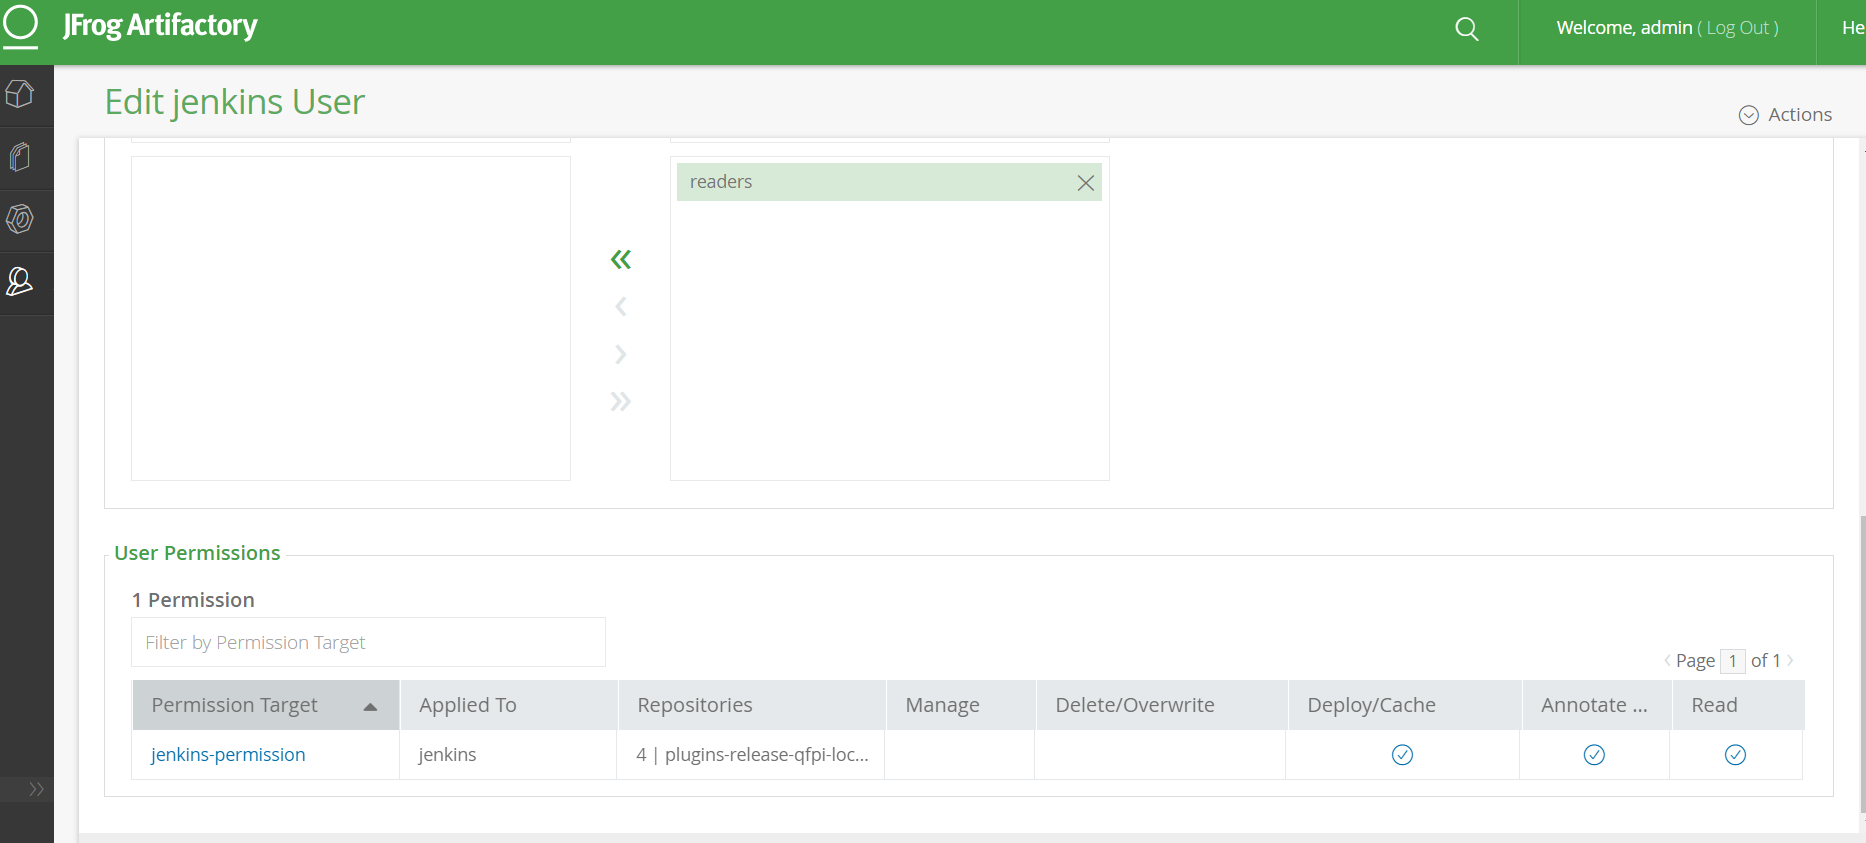 JFrog Artifactory
Welcome, admin ( Log Out )
He
Edit jenkins User
Actions
readers
User Permissions
1 Permission
Filter by Permission Target
Page 1 of 1
Permission Target Applied To Repositories Manage Delete/Overwrite Deploy/Cache Annotate ... Read
jenkins-permission jenkins 4 | plugins-release-qfpi-loc...